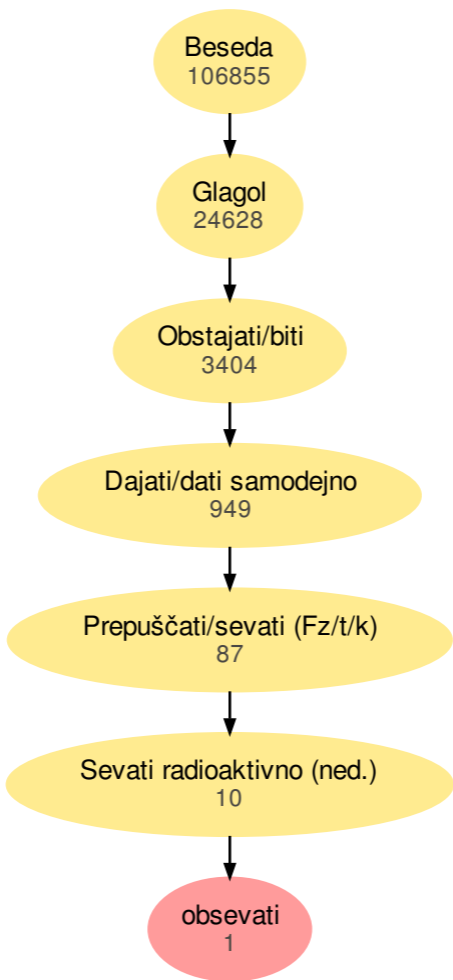 Beseda
106855
Glagol
24628
Obstajati/biti
3404
Dajati/dati samodejno
949
Prepuščati/sevati (Fz/t/k)
87
Sevati radioaktivno (ned.)
10
obsevati
1